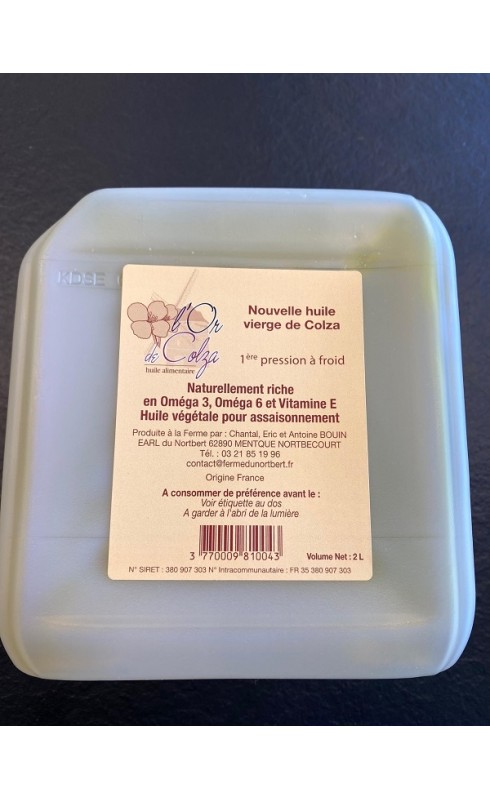 KDSE
l'Or
de Colza
huile alimentaire
Nouvelle huile
vierge de Colza
1ère pression à froid
Naturellement riche
en Oméga 3, Oméga 6 et Vitamine E
Huile végétale pour assaisonnement
Produite à la Ferme par : Chantal, Eric et Antoine BOUIN
EARL du Nortbert 62890 MENTQUE NORTBECOURT
Tél. : 03 21 85 19 96
contact@fermedunortbert.fr
Origine France
A consommer de préférence avant le :
Voir étiquette au dos
A garder à l'abri de la lumière
3 770009 810043
Volume Net : 2 L
N° SIRET : 380 907 303 N° Intracommunautaire : FR 35 380 907 303